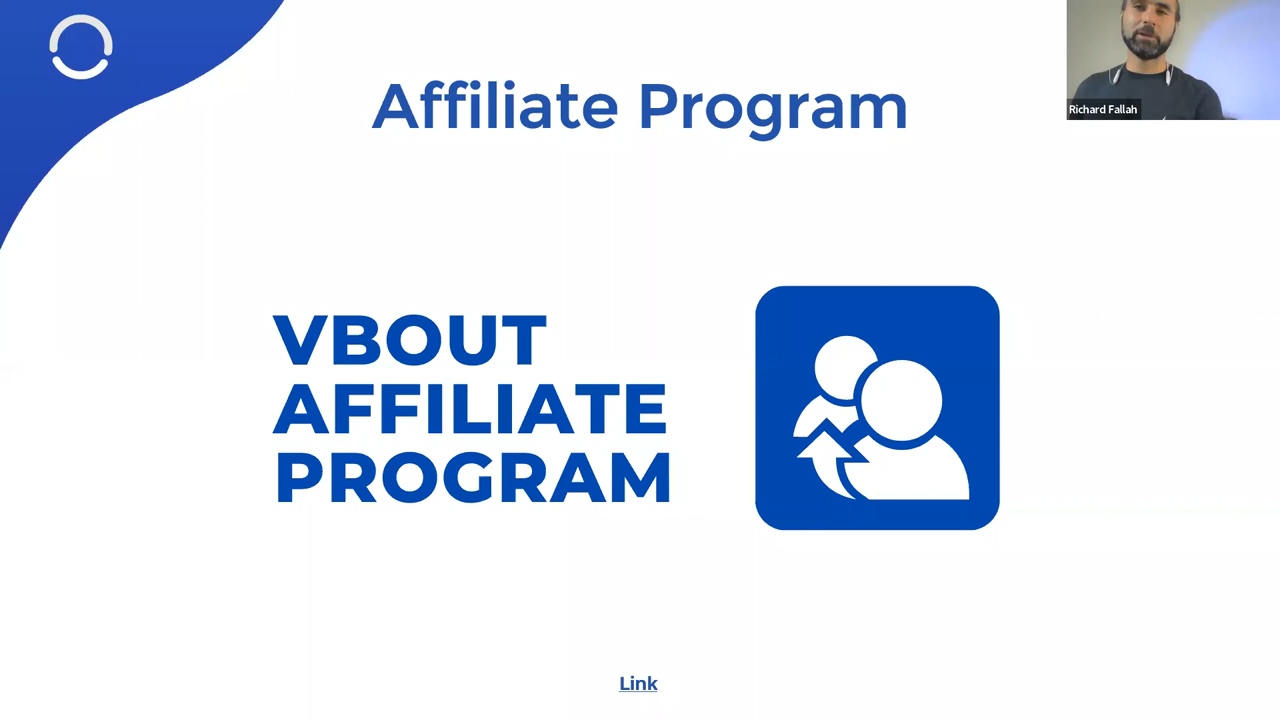 Affiliate Program
Richard Fallah
VBOUT
AFFILIATE
PROGRAM
Link